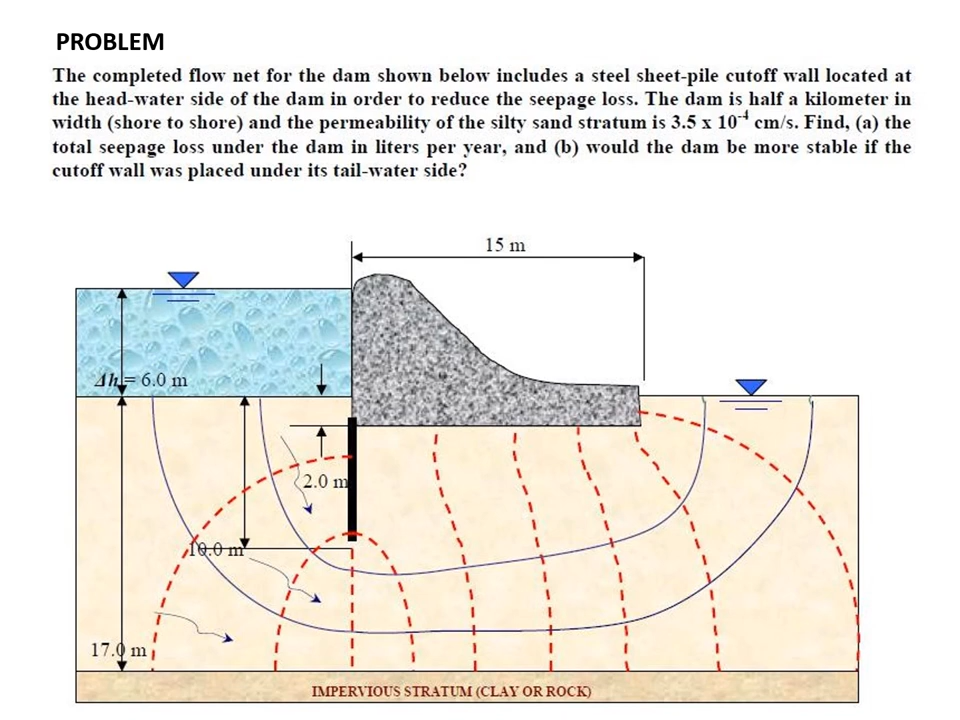 PROBLEM
The completed flow net for the dam shown below includes a steel sheet-pile cutoff wall located at
the head-water side of the dam in order to reduce the seepage loss. The dam is half a kilometer in
width (shore to shore) and the permeability of the silty sand stratum is 3.5 x 10⁻⁴ cm/s. Find, (a) the
total seepage loss under the dam in liters per year, and (b) would the dam be more stable if the
cutoff wall was placed under its tail-water side?
15 m
Δh = 6.0 m
2.0 m
10.0 m
17.0 m
IMPERVIOUS STRATUM (CLAY OR ROCK)